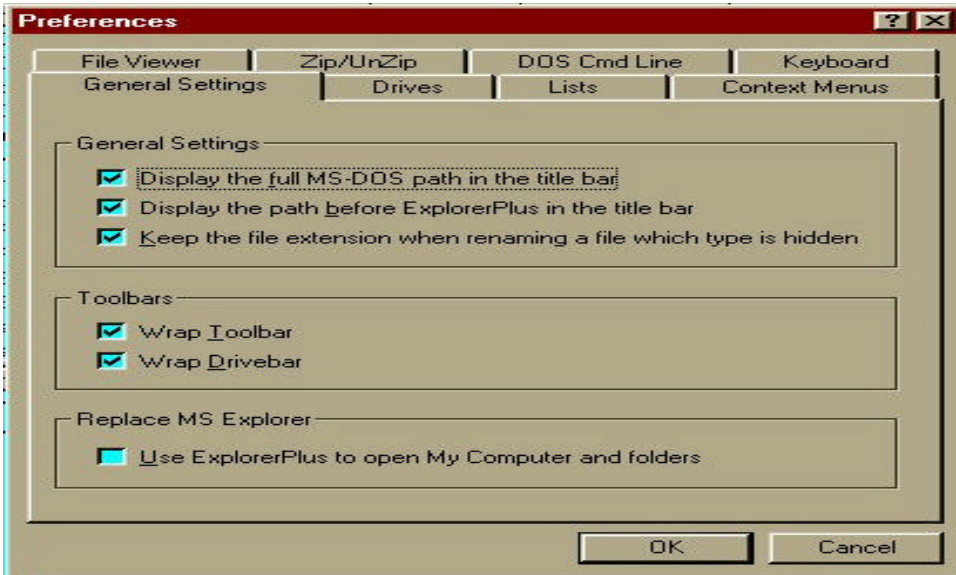 Preferences
File Viewer Zip/UnZip DOS Cmd Line Keyboard
General Settings Drives Lists Context Menus
General Settings
Display the full MS-DOS path in the title bar
Display the path before ExplorerPlus in the title bar
Keep the file extension when renaming a file which type is hidden
Toolbars
Wrap Toolbar
Wrap Drivebar
Replace MS Explorer
Use ExplorerPlus to open My Computer and folders
OK Cancel